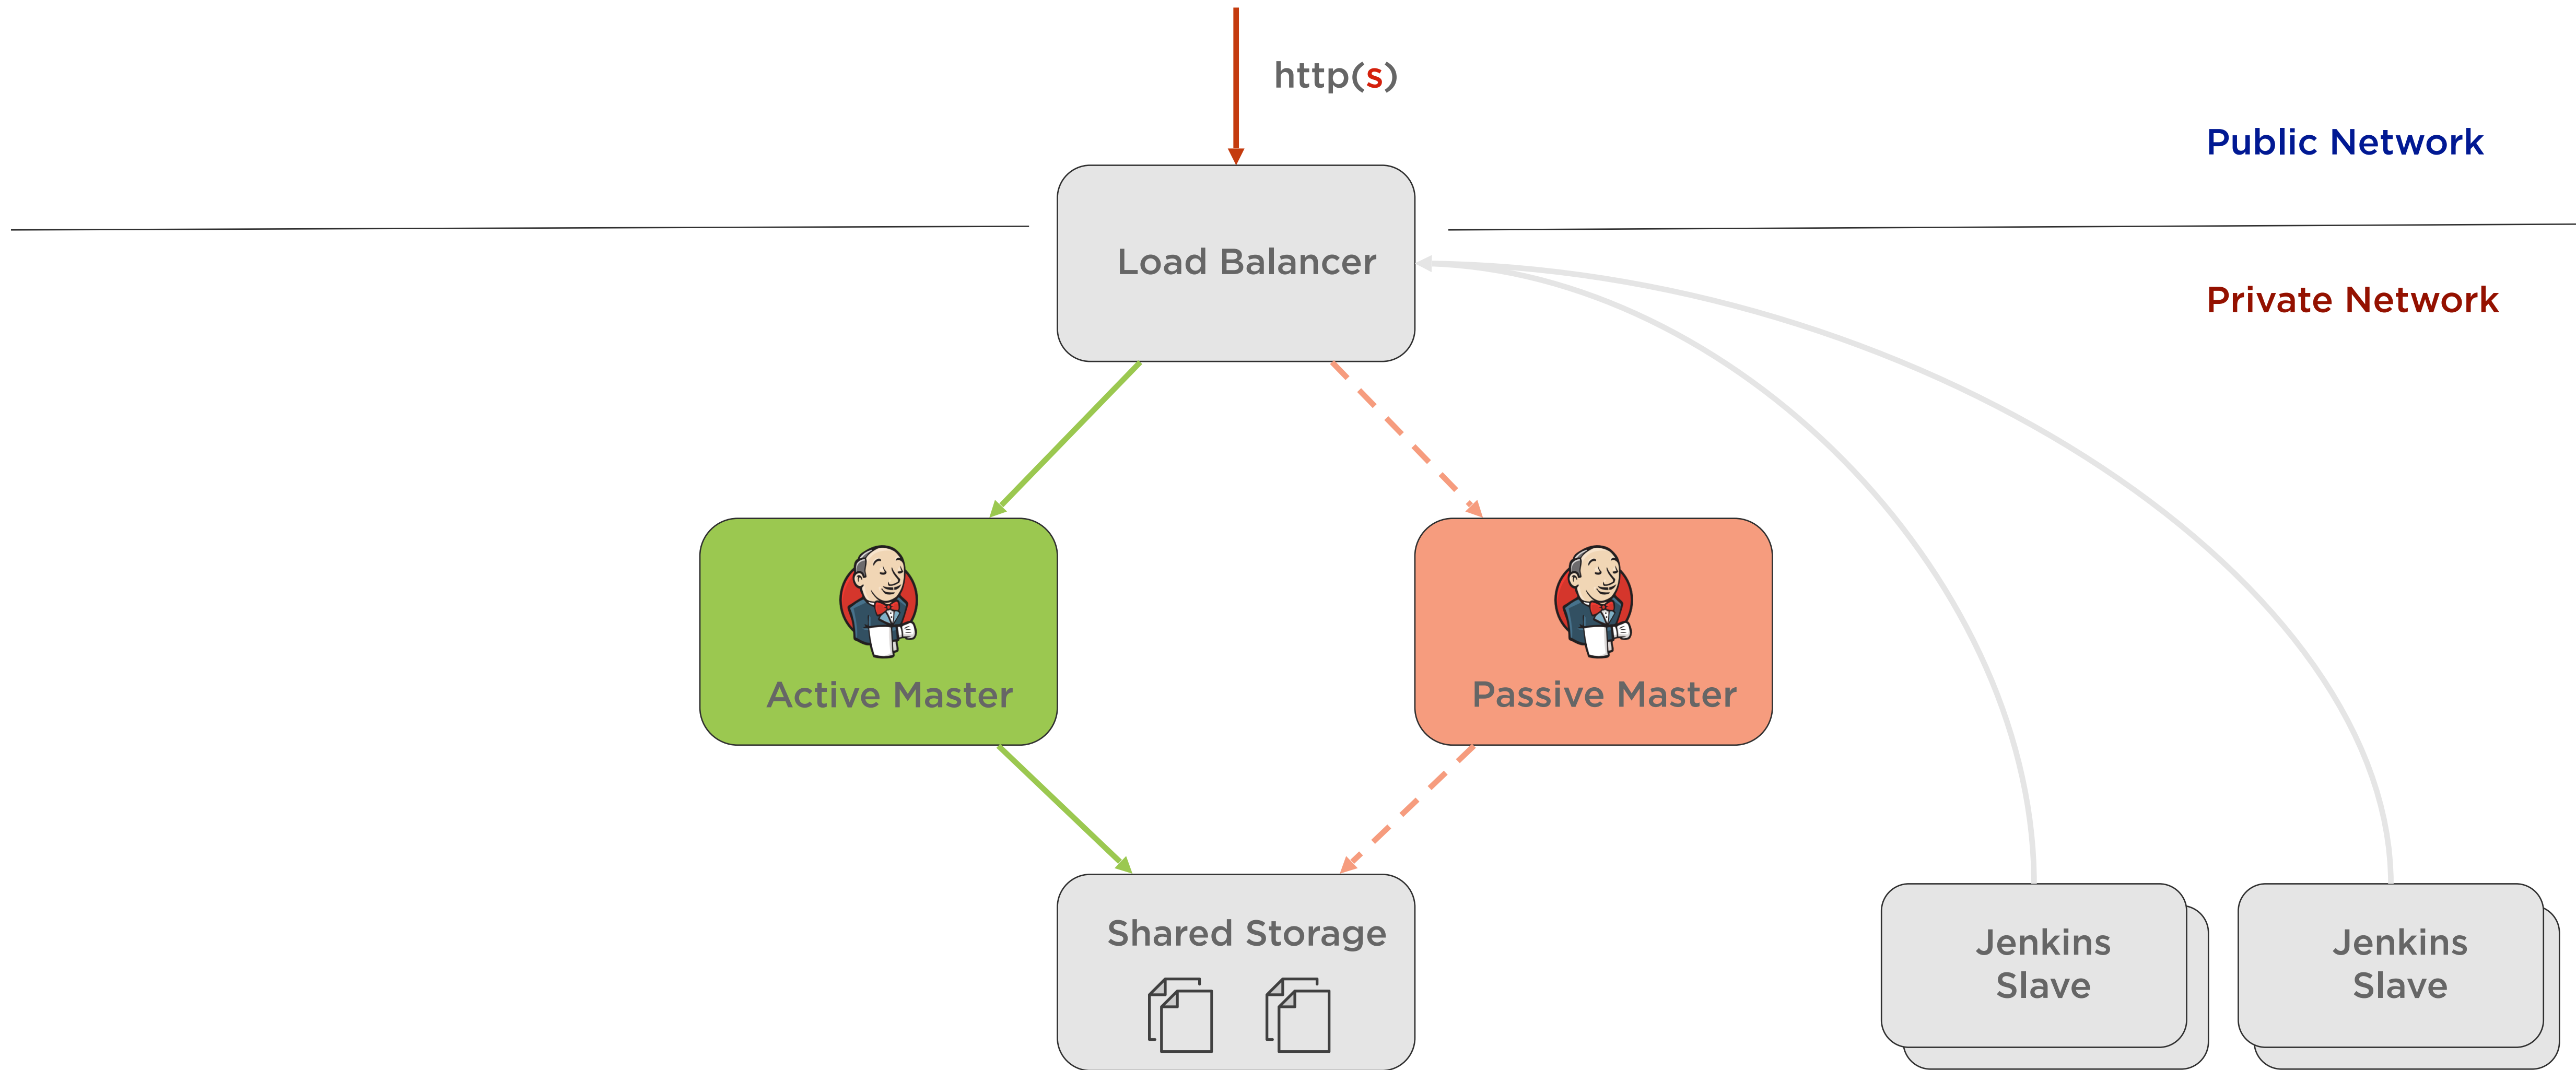 http(s)
Public Network
Load Balancer
Private Network
Active Master
Passive Master
Shared Storage
Jenkins
Slave
Jenkins
Slave